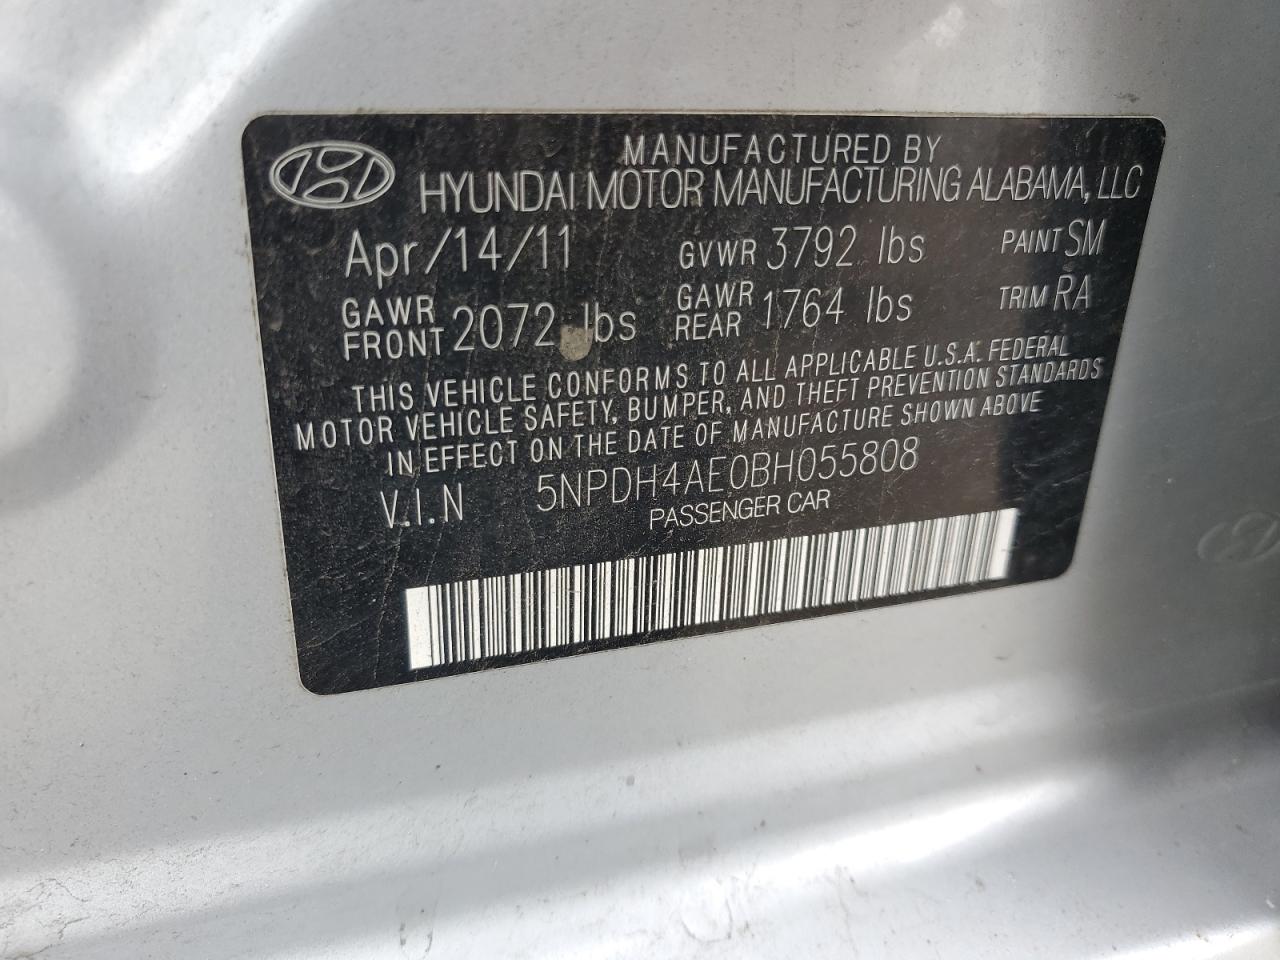 MANUFACTURED BY
HYUNDAI MOTOR MANUFACTURING ALABAMA, LLC
Apr/14/11 GVWR 3792 lbs PAINT SM
GAWR FRONT 2072 lbs GAWR REAR 1764 lbs TRIM RA
THIS VEHICLE CONFORMS TO ALL APPLICABLE U.S.A. FEDERAL
MOTOR VEHICLE SAFETY, BUMPER, AND THEFT PREVENTION STANDARDS
IN EFFECT ON THE DATE OF MANUFACTURE SHOWN ABOVE
V.I.N 5NPDH4AE0BH055808
PASSENGER CAR